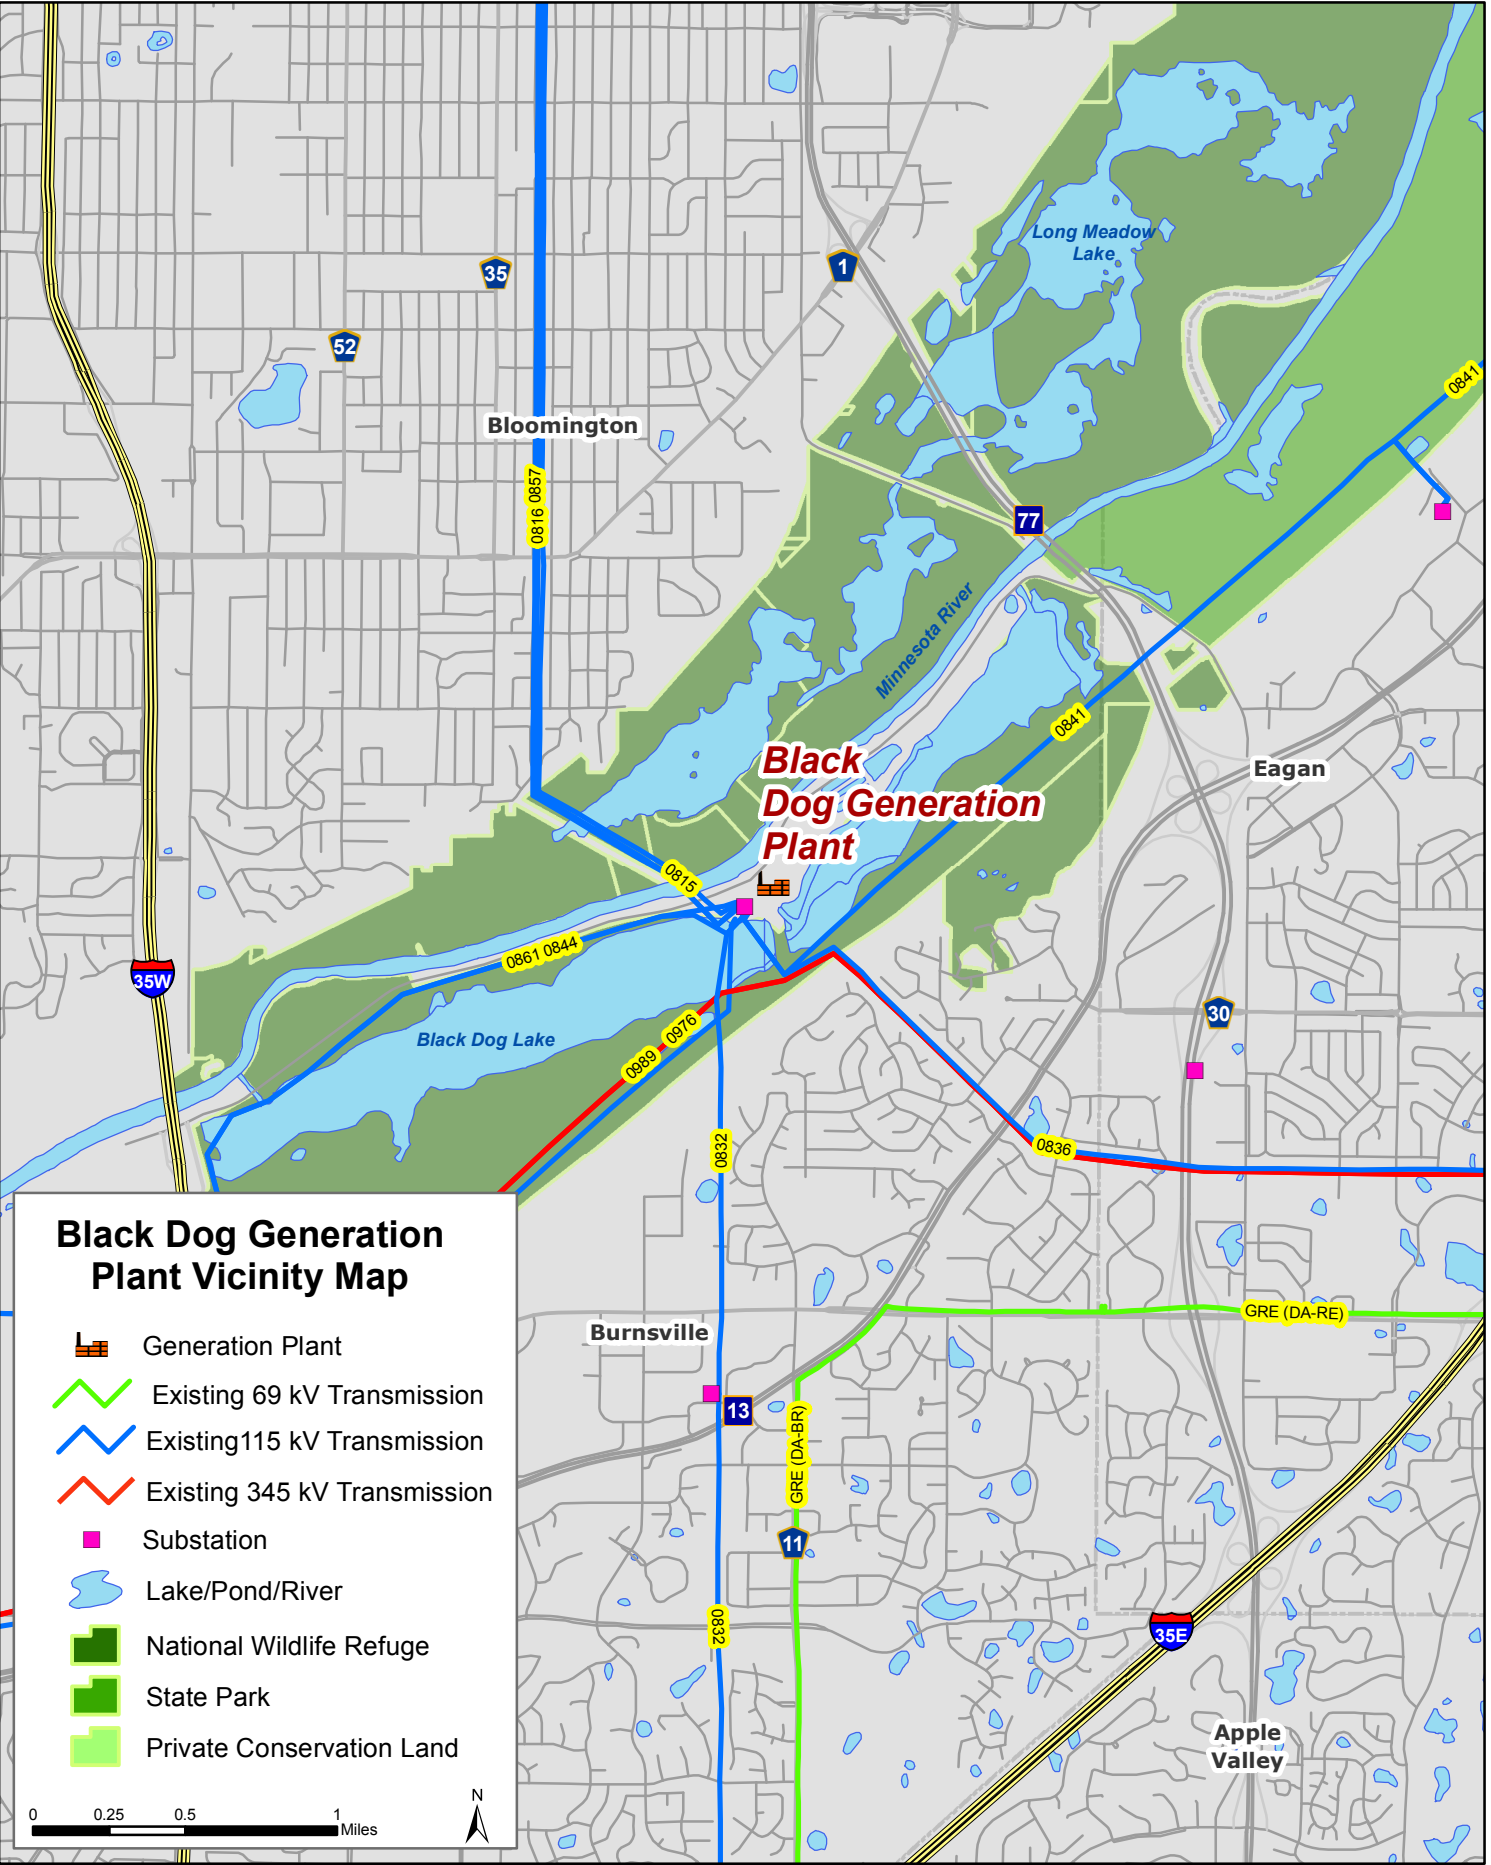 Long Meadow
Lake
1
35
52
0841
Bloomington
0816 0857
77
Minnesota River
0841
Black
Dog Generation
Plant
Eagan
0815
0861 0844
35W
30
Black Dog Lake
0976
0989
0832
0836
Black Dog Generation
Plant Vicinity Map
Generation Plant
Existing 69 kV Transmission
Existing115 kV Transmission
Existing 345 kV Transmission
Substation
Lake/Pond/River
National Wildlife Refuge
State Park
Private Conservation Land
N
0 0.25 0.5 1
Miles
GRE (DA-RE)
Burnsville
13
GRE (DA-BR)
11
0832
35E
Apple
Valley